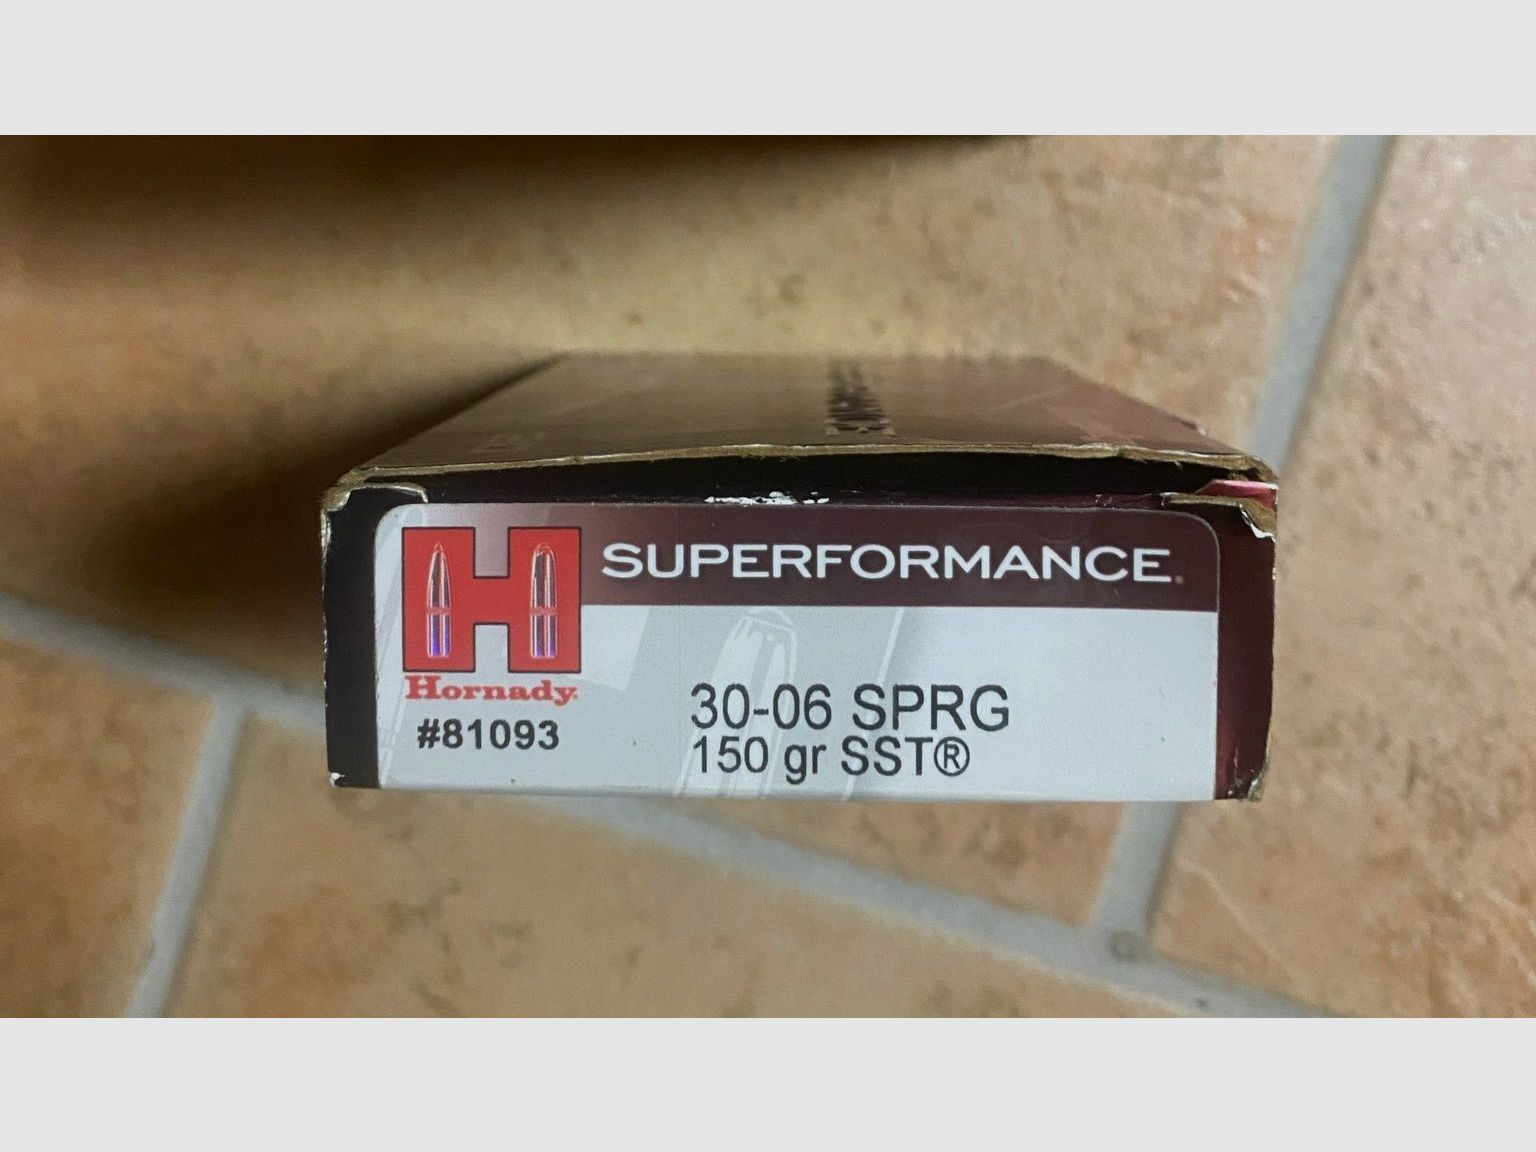 SUPERFORMANCE
Hornady
#81093
30-06 SPRG
150 gr SST®